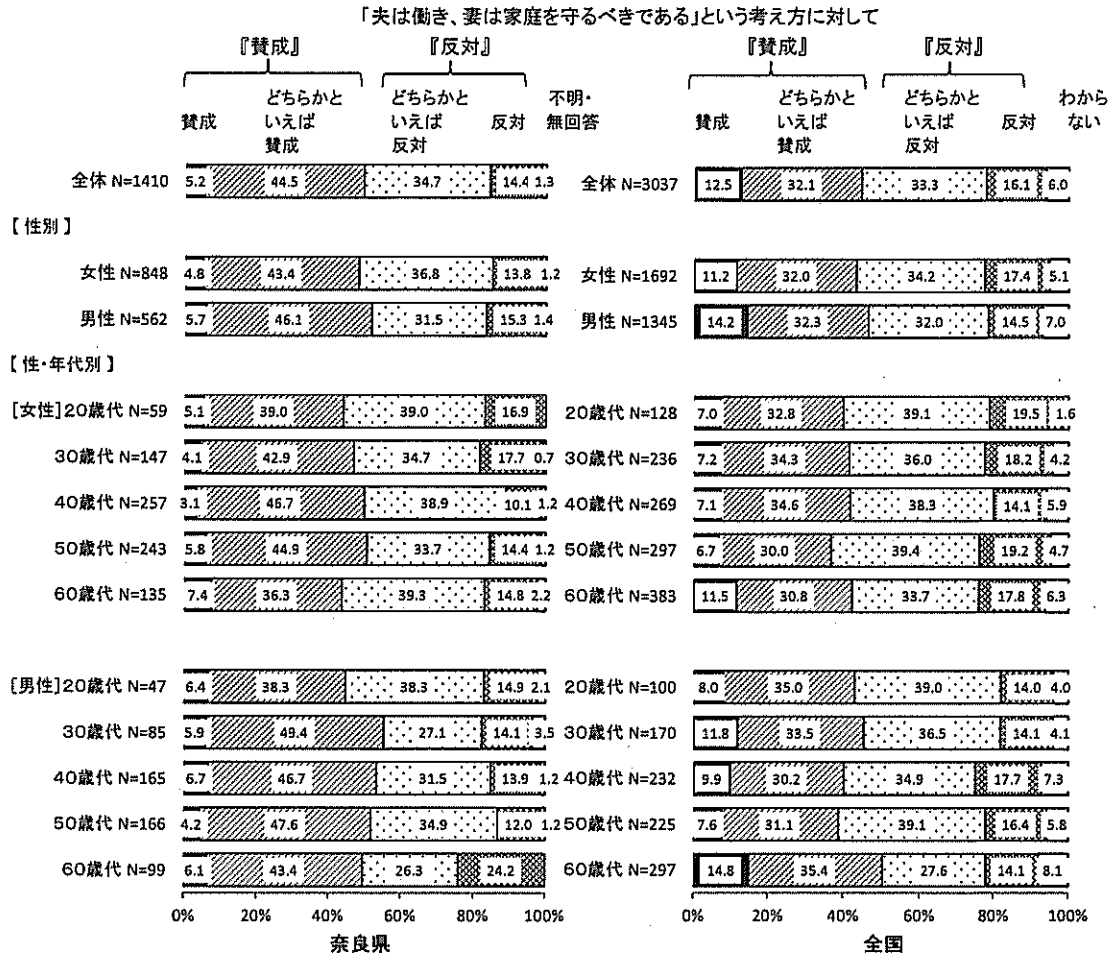 「夫は働き、妻は家庭を守るべきである」という考え方に対して
『賛成』 『反対』 『賛成』 『反対』
賛成 どちらかといえば賛成 どちらかといえば反対 反対 不明・無回答 賛成 どちらかといえば賛成 どちらかといえば反対 反対 わからない
全体 N=1410 5.2 44.5 34.7 14.4 1.3 全体 N=3037 12.5 32.1 33.3 16.1 6.0
【性別】
女性 N=848 4.8 43.4 36.8 13.8 1.2 女性 N=1692 11.2 32.0 34.2 17.4 5.1
男性 N=562 5.7 46.1 31.5 15.3 1.4 男性 N=1345 14.2 32.3 32.0 14.5 7.0
【性・年代別】
[女性]20歳代 N=59 5.1 39.0 39.0 16.9 20歳代 N=128 7.0 32.8 39.1 19.5 1.6
30歳代 N=147 4.1 42.9 34.7 17.7 0.7 30歳代 N=236 7.2 34.3 36.0 18.2 4.2
40歳代 N=257 3.1 46.7 38.9 10.1 1.2 40歳代 N=269 7.1 34.6 38.3 14.1 5.9
50歳代 N=243 5.8 44.9 33.7 14.4 1.2 50歳代 N=297 6.7 30.0 39.4 19.2 4.7
60歳代 N=135 7.4 36.3 39.3 14.8 2.2 60歳代 N=383 11.5 30.8 33.7 17.8 6.3
[男性]20歳代 N=47 6.4 38.3 38.3 14.9 2.1 20歳代 N=100 8.0 35.0 39.0 14.0 4.0
30歳代 N=85 5.9 49.4 27.1 14.1 3.5 30歳代 N=170 11.8 33.5 36.5 14.1 4.1
40歳代 N=165 6.7 46.7 31.5 13.9 1.2 40歳代 N=232 9.9 30.2 34.9 17.7 7.3
50歳代 N=166 4.2 47.6 34.9 12.0 1.2 50歳代 N=225 7.6 31.1 39.1 16.4 5.8
60歳代 N=99 6.1 43.4 26.3 24.2 60歳代 N=297 14.8 35.4 27.6 14.1 8.1
0% 20% 40% 60% 80% 100% 0% 20% 40% 60% 80% 100%
奈良県 全国